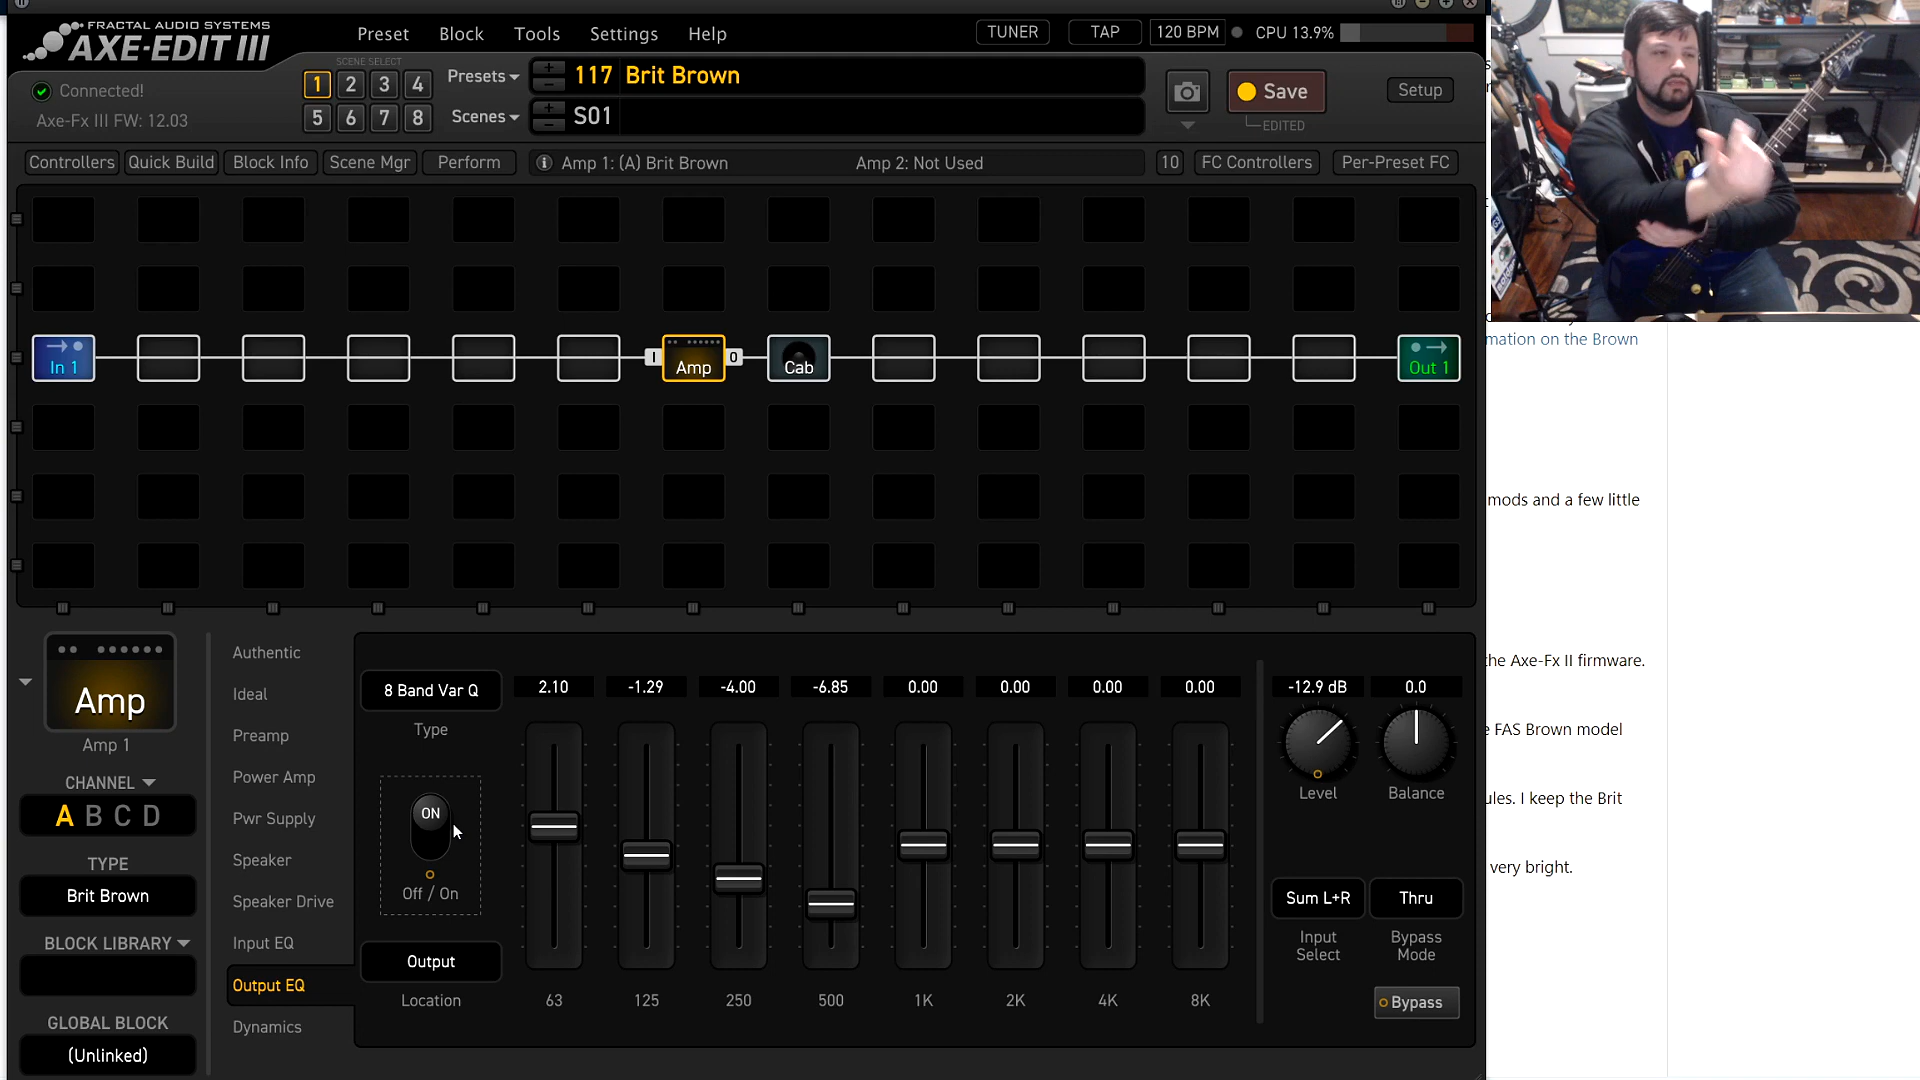 FRACTAL AUDIO SYSTEMS
AXE-EDIT III
Preset Block Tools Settings Help
TUNER TAP 120 BPM CPU 13.9%
SCENE SELECT
1 2 3 4
5 6 7 8
Connected!
Axe-Fx III FW: 12.03
Presets 117 Brit Brown
Scenes S01
Save
EDITED
Setup
Controllers Quick Build Block Info Scene Mgr Perform
Amp 1: (A) Brit Brown Amp 2: Not Used
10 FC Controllers Per-Preset FC
In 1 I Amp O Cab Out 1
mation on the Brown
mods and a few little
the Axe-Fx II firmware.
e FAS Brown model
ules. I keep the Brit
very bright.
Amp
Amp 1
CHANNEL
A B C D
TYPE
Brit Brown
BLOCK LIBRARY
GLOBAL BLOCK
(Unlinked)
Authentic
Ideal
Preamp
Power Amp
Pwr Supply
Speaker
Speaker Drive
Input EQ
Output EQ
Dynamics
8 Band Var Q
Type
ON
Off / On
Output
Location
2.10 -1.29 -4.00 -6.85 0.00 0.00 0.00 0.00
63 125 250 500 1K 2K 4K 8K
-12.9 dB 0.0
Level Balance
Sum L+R Thru
Input Select
Bypass Mode
Bypass